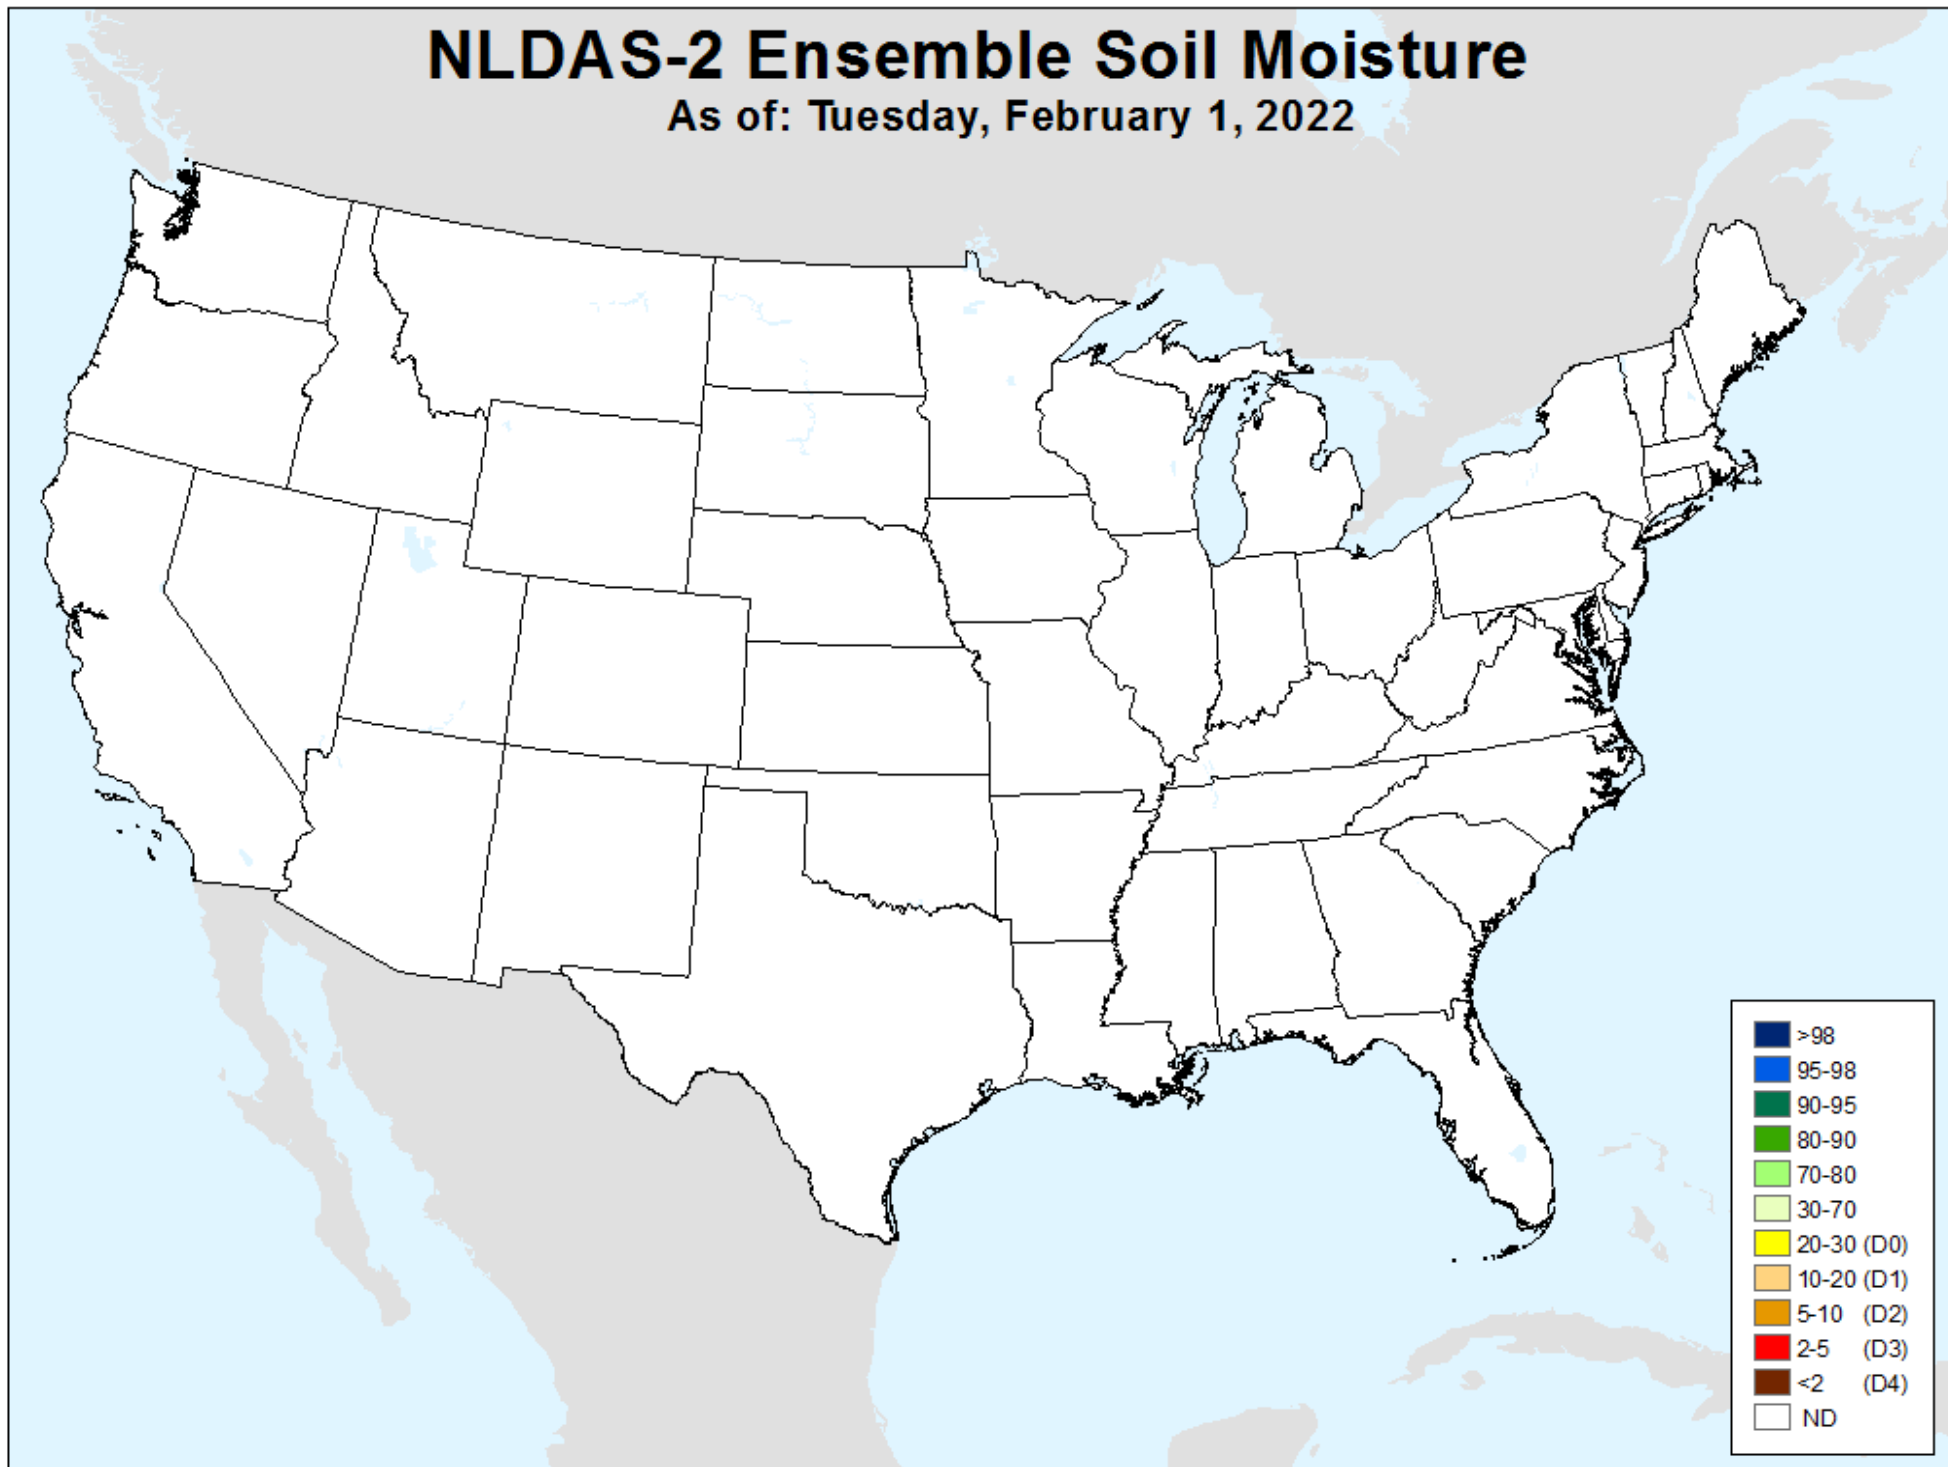 NLDAS-2 Ensemble Soil Moisture
As of: Tuesday, February 1, 2022
>98
95-98
90-95
80-90
70-80
30-70
20-30 (D0)
10-20 (D1)
5-10 (D2)
2-5 (D3)
<2 (D4)
ND